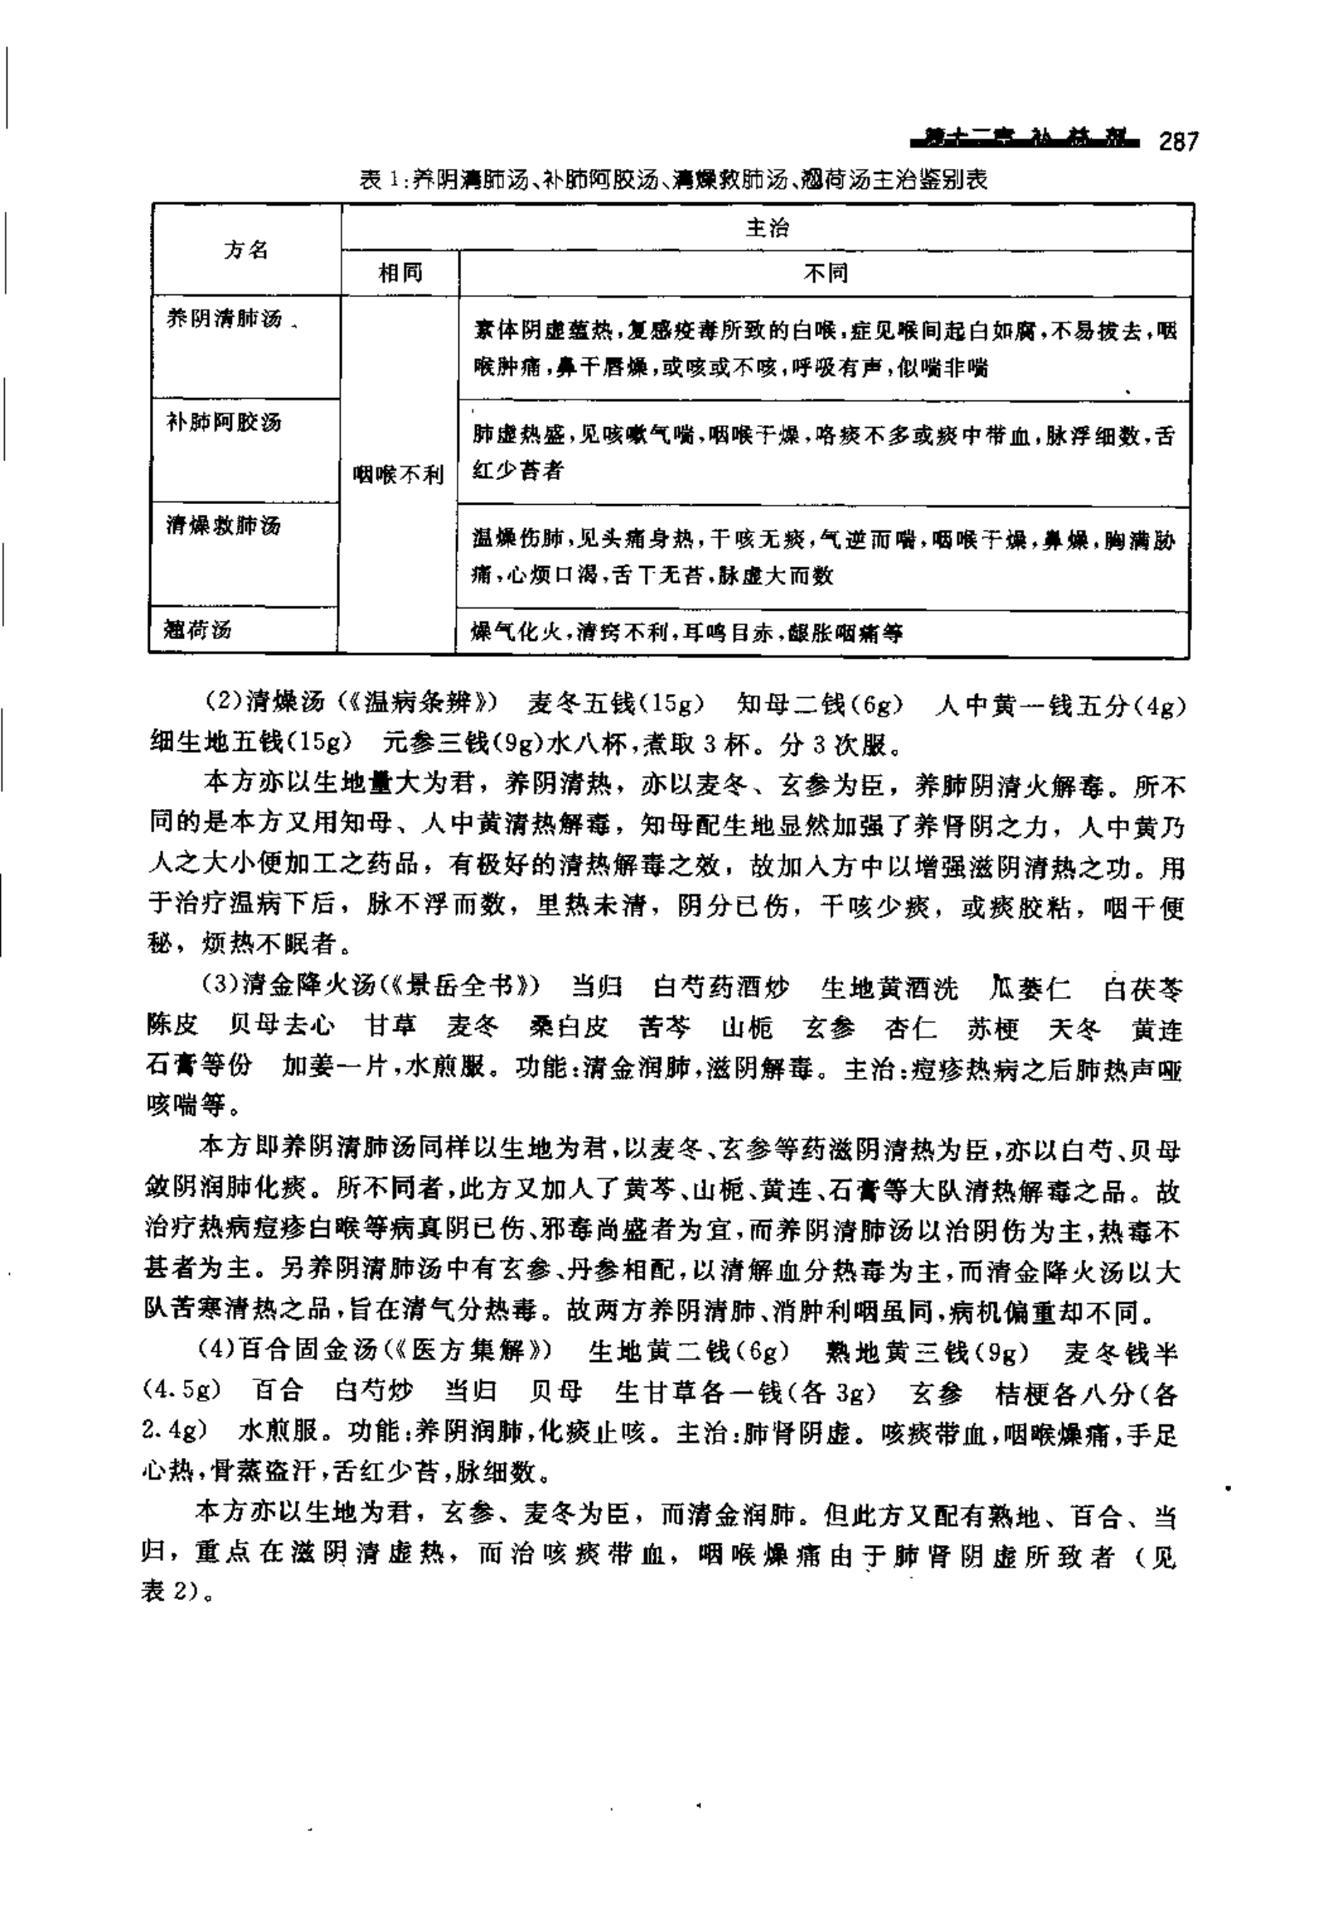 第十二章 补益剂 287
表 1:养阴清肺汤、补肺阿胶汤、清燥救肺汤、翘荷汤主治鉴别表
方名
主治
相同
不同
养阴清肺汤
咽喉不利
素体阴虚蕴热,复感疫毒所致的白喉,症见喉间起白如腐,不易拔去,咽
喉肿痛,鼻干唇燥,或咳或不咳,呼吸有声,似喘非喘
补肺阿胶汤
肺虚热盛,见咳嗽气喘,咽喉干燥,咯痰不多或痰中带血,脉浮细数,舌
红少苔者
清燥救肺汤
温燥伤肺,见头痛身热,干咳无痰,气逆而喘,咽喉干燥,鼻燥,胸满胁
痛,心烦口渴,舌干无苔,脉虚大而数
翘荷汤
燥气化火,清窍不利,耳鸣目赤,龈胀咽痛等
(2)清燥汤(《温病条辨》) 麦冬五钱(15g) 知母二钱(6g) 人中黄一钱五分(4g)
细生地五钱(15g) 元参三钱(9g)水八杯,煮取 3 杯。分 3 次服。
本方亦以生地量大为君，养阴清热，亦以麦冬、玄参为臣，养肺阴清火解毒。所不
同的是本方又用知母、人中黄清热解毒，知母配生地显然加强了养肾阴之力，人中黄乃
人之大小便加工之药品，有极好的清热解毒之效，故加入方中以增强滋阴清热之功。用
于治疗温病下后，脉不浮而数，里热未清，阴分已伤，干咳少痰，或痰胶粘，咽干便
秘，烦热不眠者。
(3)清金降火汤(《景岳全书》) 当归 白芍药酒炒 生地黄酒洗 瓜蒌仁 白茯苓
陈皮 贝母去心 甘草 麦冬 桑白皮 苦芩 山栀 玄参 杏仁 苏梗 天冬 黄连
石膏等份 加姜一片,水煎服。功能:清金润肺,滋阴解毒。主治:痘疹热病之后肺热声哑
咳喘等。
本方即养阴清肺汤同样以生地为君,以麦冬、玄参等药滋阴清热为臣,亦以白芍、贝母
敛阴润肺化痰。所不同者,此方又加入了黄芩、山栀、黄连、石膏等大队清热解毒之品。故
治疗热病痘疹白喉等病真阴已伤、邪毒尚盛者为宜,而养阴清肺汤以治阴伤为主,热毒不
甚者为主。另养阴清肺汤中有玄参、丹参相配,以清解血分热毒为主,而清金降火汤以大
队苦寒清热之品,旨在清气分热毒。故两方养阴清肺、消肿利咽虽同,病机偏重却不同。
(4)百合固金汤(《医方集解》) 生地黄二钱(6g) 熟地黄三钱(9g) 麦冬钱半
(4.5g) 百合 白芍炒 当归 贝母 生甘草各一钱(各 3g) 玄参 桔梗各八分(各
2.4g) 水煎服。功能:养阴润肺,化痰止咳。主治:肺肾阴虚。咳痰带血,咽喉燥痛,手足
心热,骨蒸盗汗,舌红少苔,脉细数。
本方亦以生地为君，玄参、麦冬为臣，而清金润肺。但此方又配有熟地、百合、当
归，重点在滋阴清虚热，而治咳痰带血，咽喉燥痛由于肺肾阴虚所致者（见
表 2)。